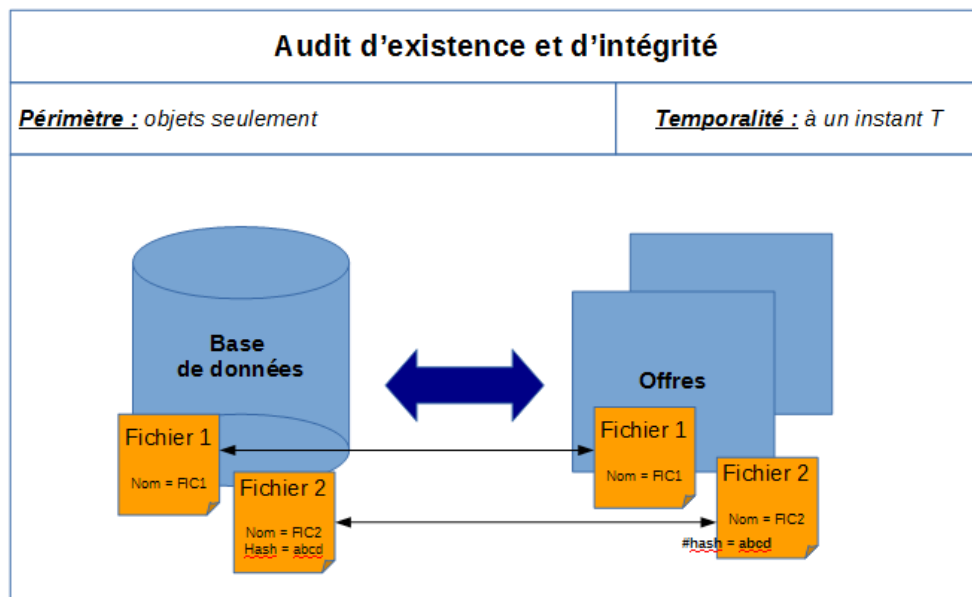 Audit d’existence et d’intégrité
Périmètre : objets seulement
Temporalité : à un instant T
Base
de données
Offres
Fichier 1
Nom = FIC1
Fichier 2
Nom = FIC2
Hash = abcd
Fichier 1
Nom = FIC1
Fichier 2
Nom = FIC2
#hash = abcd